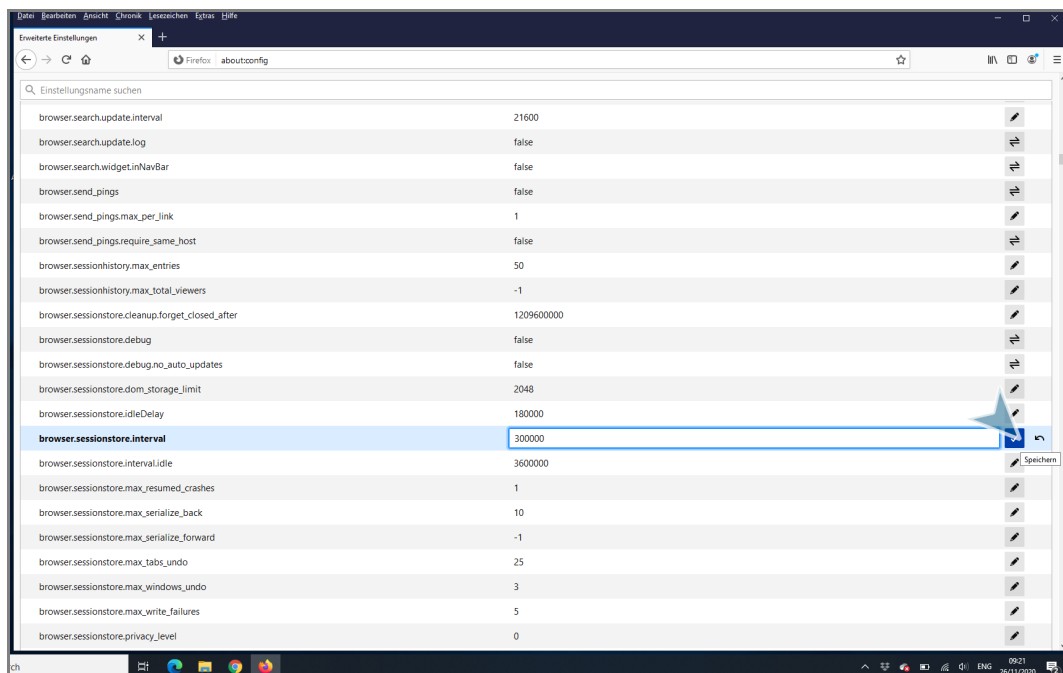 Datei Bearbeiten Ansicht Chronik Lesezeichen Extras Hilfe
Erweiterte Einstellungen
Firefox about:config
Einstellungsname suchen
browser.search.update.interval 21600
browser.search.update.log false
browser.search.widget.inNavBar false
browser.send_pings false
browser.send_pings.max_per_link 1
browser.send_pings.require_same_host false
browser.sessionhistory.max_entries 50
browser.sessionhistory.max_total_viewers -1
browser.sessionstore.cleanup.forget_closed_after 1209600000
browser.sessionstore.debug false
browser.sessionstore.debug.no_auto_updates false
browser.sessionstore.dom_storage_limit 2048
browser.sessionstore.idleDelay 180000
browser.sessionstore.interval 300000
Speichern
browser.sessionstore.interval.idle 3600000
browser.sessionstore.max_resumed_crashes 1
browser.sessionstore.max_serialize_back 10
browser.sessionstore.max_serialize_forward -1
browser.sessionstore.max_tabs_undo 25
browser.sessionstore.max_windows_undo 3
browser.sessionstore.max_write_failures 5
browser.sessionstore.privacy_level 0
ch
ENG
09:21
26/11/2020